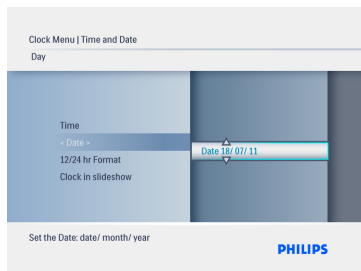 Clock Menu | Time and Date
Day
Time
< Date >
Date 18/ 07/ 11
12/24 hr Format
Clock in slideshow
Set the Date: date/ month/ year
PHILIPS